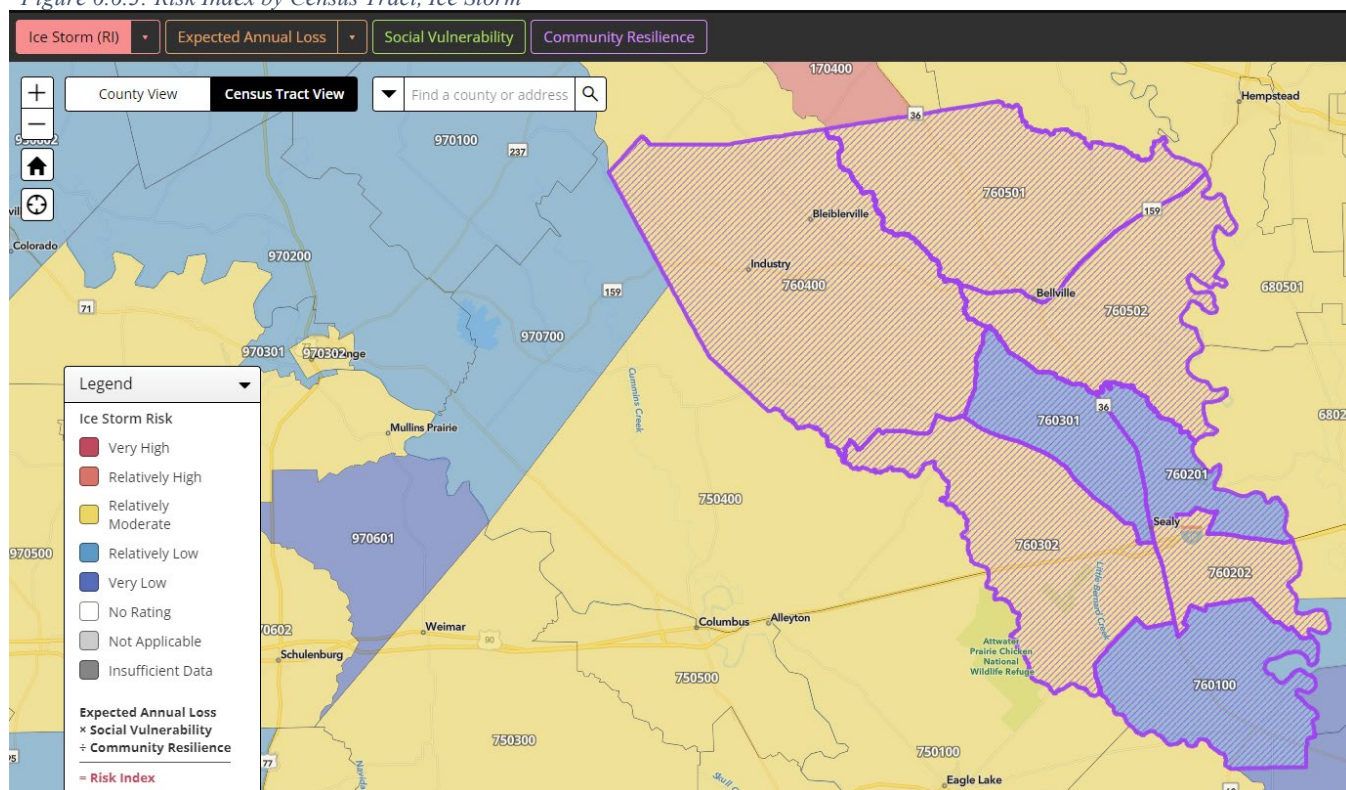 Figure 6.6.3: Risk Index by Census Tract, Ice Storm
Ice Storm (RI)
Expected Annual Loss
Social Vulnerability
Community Resilience
County View
Census Tract View
Find a county or address
170400
36
Hempstead
970100
237
760501
159
Bleiblerville
Colorado
970200
Industry
760400
159
Bellville
680501
71
760502
970700
970301
970302
nge
Cummins Creek
36
760301
Mullins Prairie
760201
750400
Sealy
970601
970500
760302
760202
Little Bernard Creek
Columbus
Alleyton
Weimar
90
Schulenburg
Attwater
Prairie Chicken
National
Wildlife Refuge
750500
760100
750300
750100
77
Eagle Lake
Legend
Ice Storm Risk
Very High
Relatively High
Relatively
Moderate
Relatively Low
Very Low
No Rating
Not Applicable
Insufficient Data
Expected Annual Loss
× Social Vulnerability
÷ Community Resilience
= Risk Index